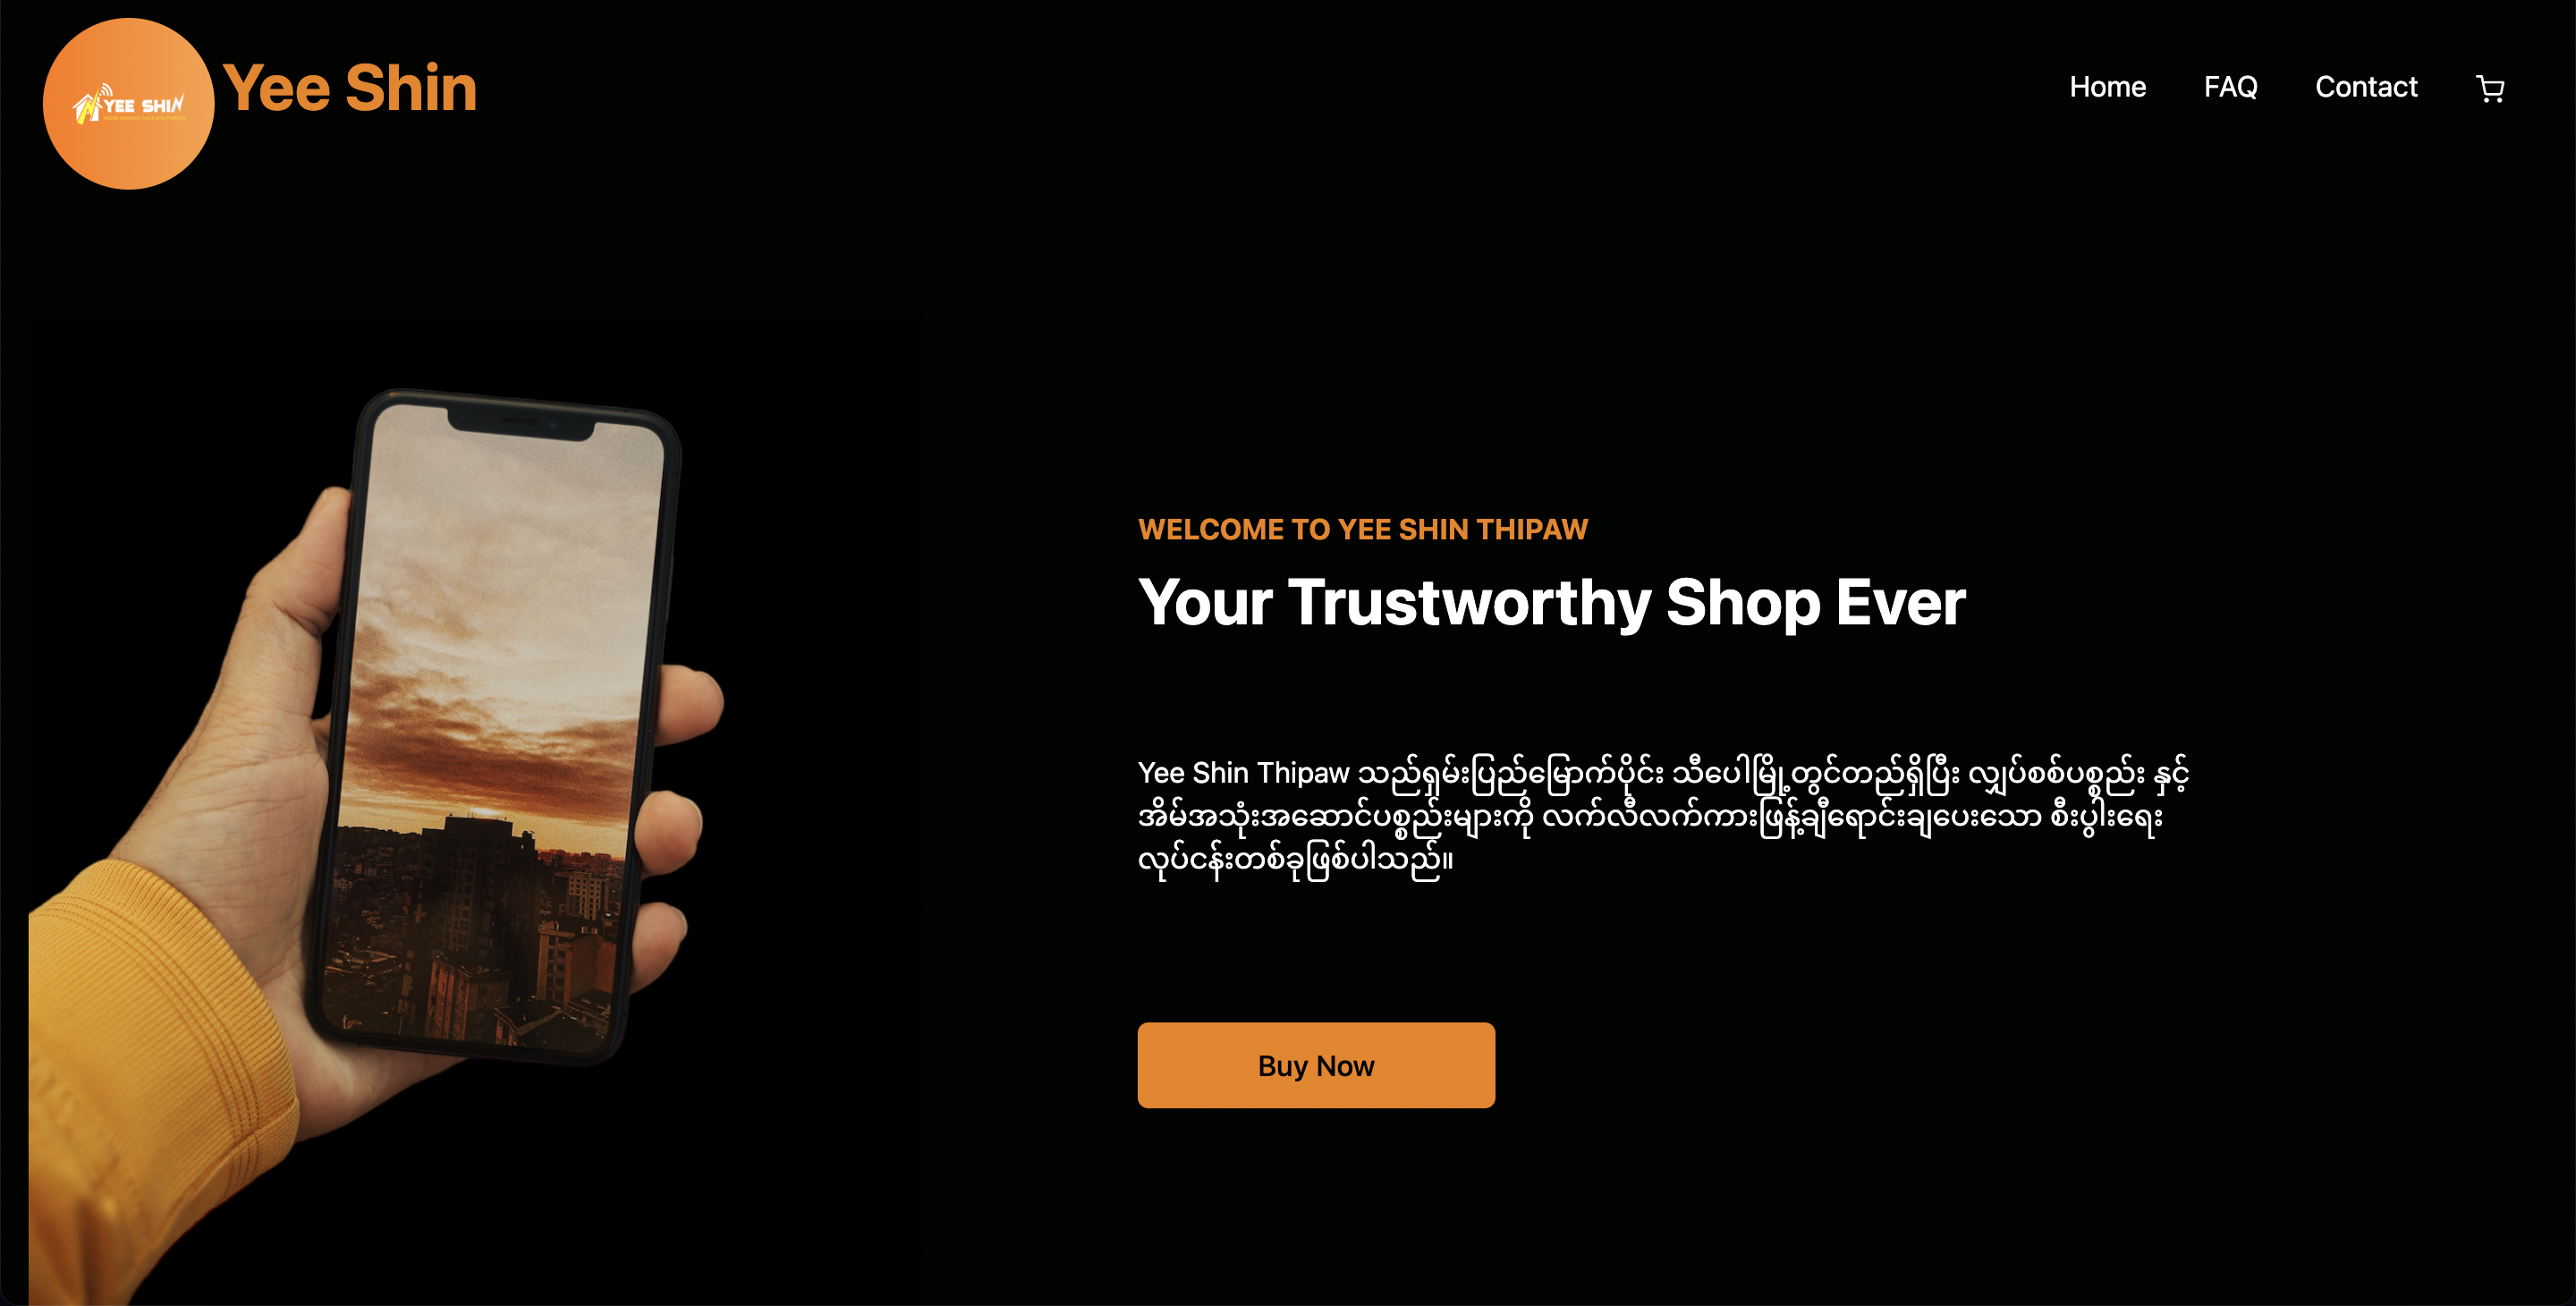 YEE SHIN
Yee Shin
Home
FAQ
Contact
WELCOME TO YEE SHIN THIPAW
Your Trustworthy Shop Ever
Yee Shin Thipaw သည်ရှမ်းပြည်မြောက်ပိုင်း သီပေါမြို့တွင်တည်ရှိပြီး လျှပ်စစ်ပစ္စည်း နှင့်
အိမ်အသုံးအဆောင်ပစ္စည်းများကို လက်လီလက်ကားဖြန့်ချီရောင်းချပေးသော စီးပွါးရေး
လုပ်ငန်းတစ်ခုဖြစ်ပါသည်။
Buy Now